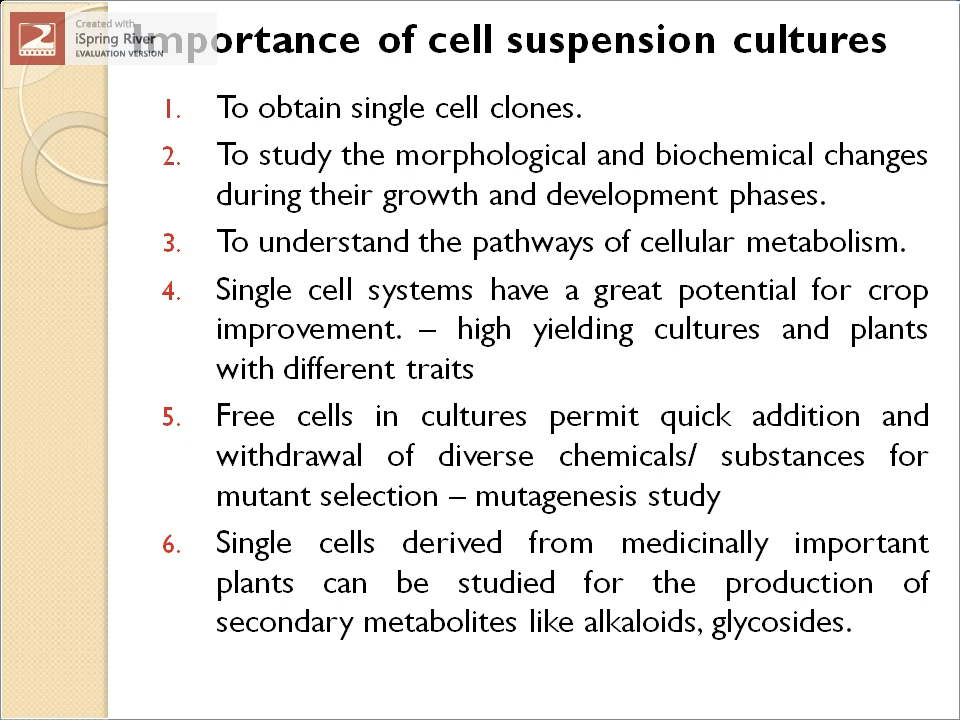 Created with
iSpring River
EVALUATION VERSION
Importance of cell suspension cultures
1. To obtain single cell clones.
2. To study the morphological and biochemical changes
during their growth and development phases.
3. To understand the pathways of cellular metabolism.
4. Single cell systems have a great potential for crop
improvement. – high yielding cultures and plants
with different traits
5. Free cells in cultures permit quick addition and
withdrawal of diverse chemicals/ substances for
mutant selection – mutagenesis study
6. Single cells derived from medicinally important
plants can be studied for the production of
secondary metabolites like alkaloids, glycosides.